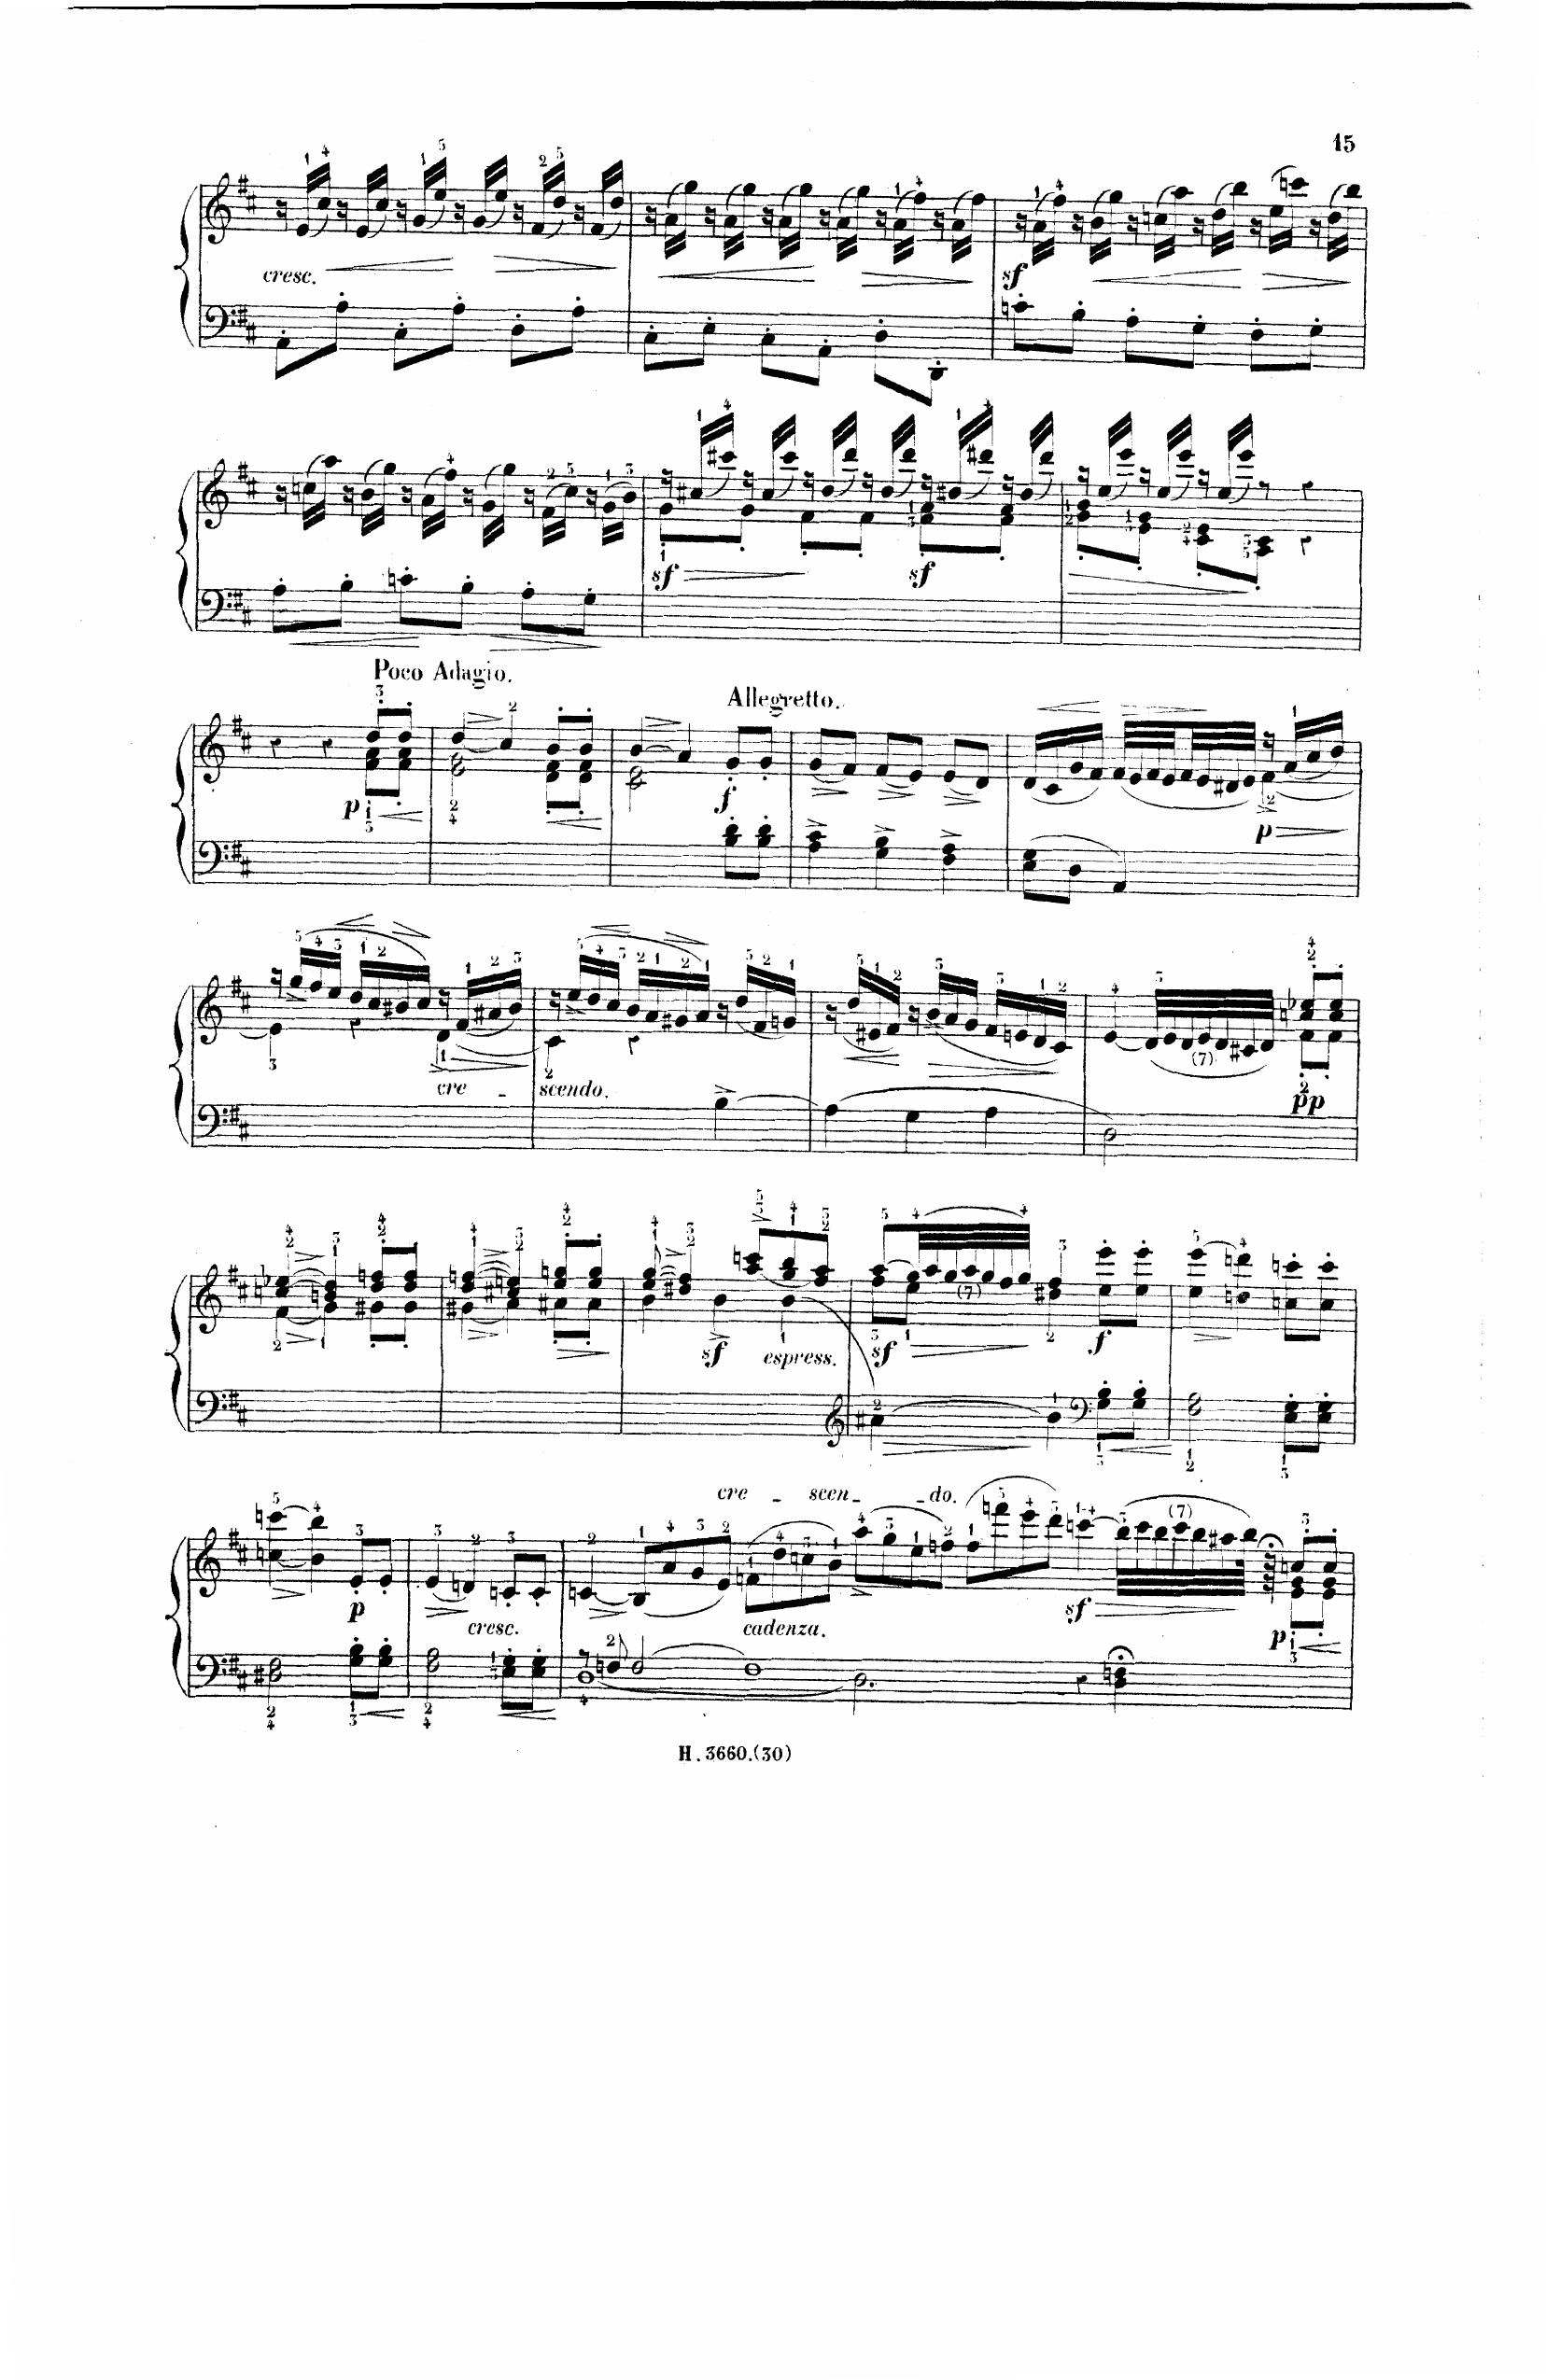 15
cresc.
sf
sf
sf
Poco Adagio.
Allegretto.
p
f
p
cre - scendo.
pp
sf
espress.
sf
f
(7)
cre - scen - do.
(7)
p
cresc.
cadenza.
sf
p
H. 3660.(30)